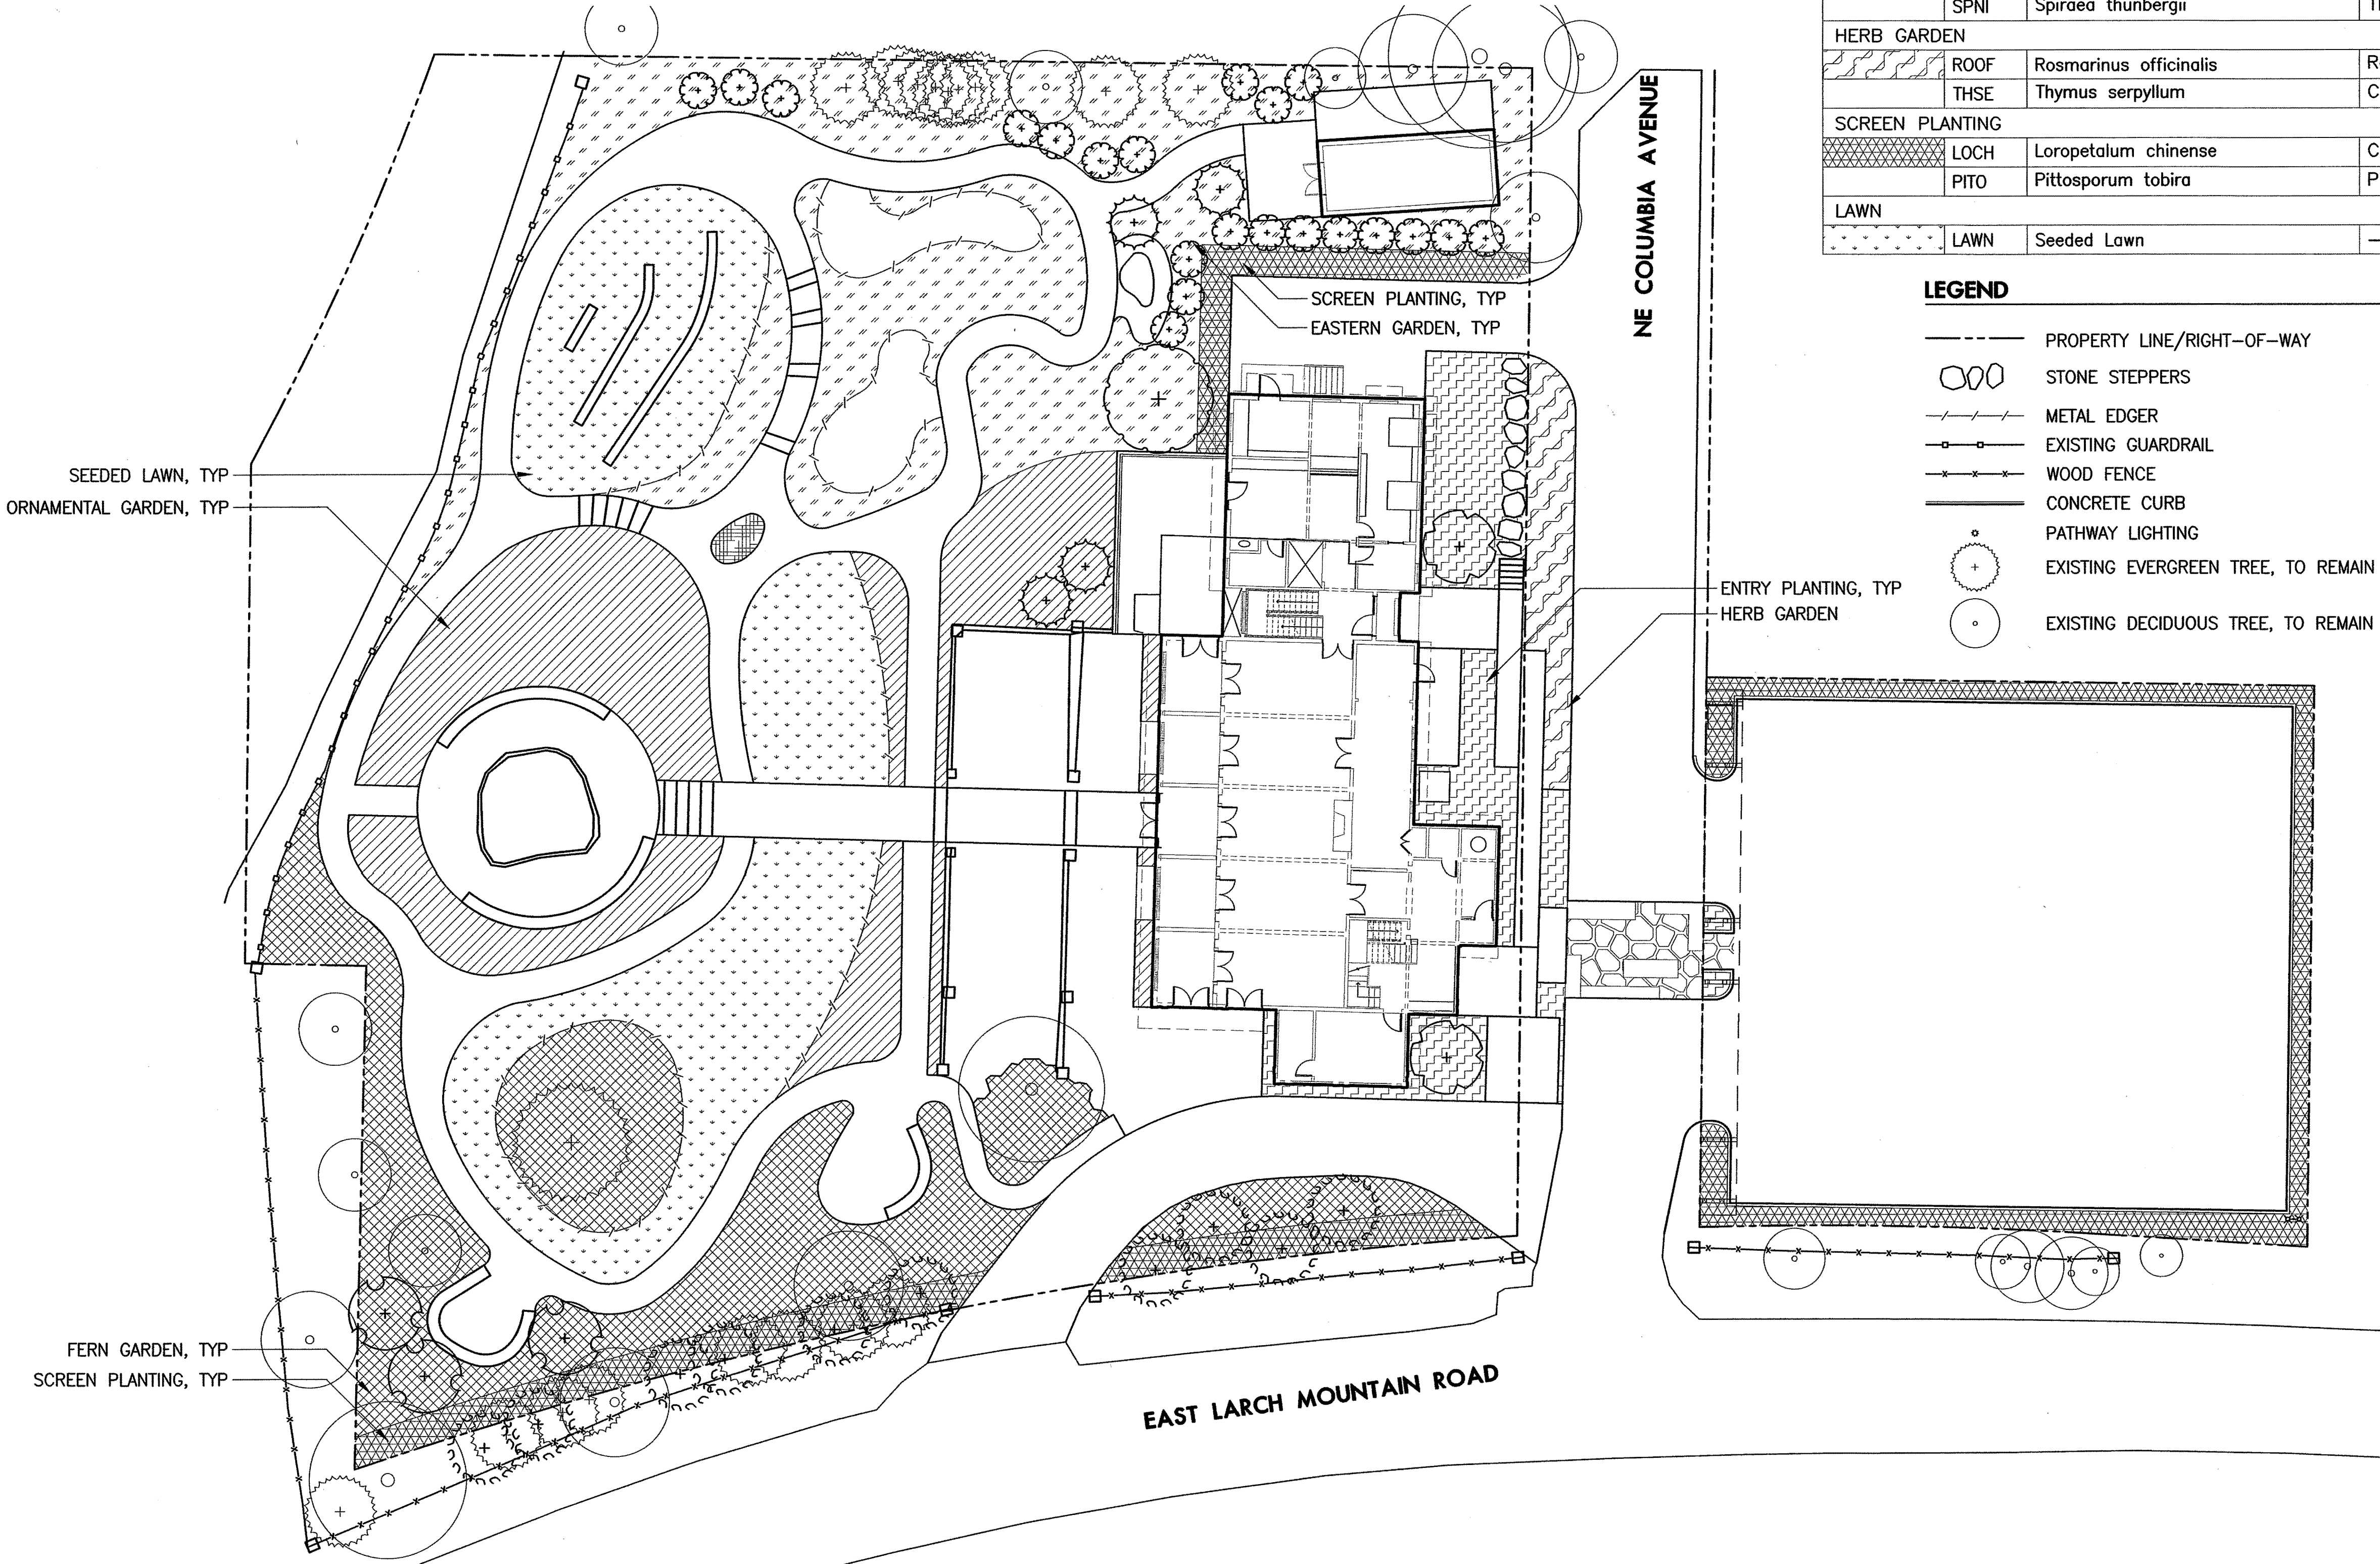 SPNI Spiraea thunbergii
HERB GARDEN
ROOF Rosmarinus officinalis R
THSE Thymus serpyllum C
SCREEN PLANTING
LOCH Loropetalum chinense C
PITO Pittosporum tobira P
LAWN
LAWN Seeded Lawn —
LEGEND
PROPERTY LINE/RIGHT-OF-WAY
STONE STEPPERS
METAL EDGER
EXISTING GUARDRAIL
WOOD FENCE
CONCRETE CURB
PATHWAY LIGHTING
EXISTING EVERGREEN TREE, TO REMAIN
EXISTING DECIDUOUS TREE, TO REMAIN
NE COLUMBIA AVENUE
SCREEN PLANTING, TYP
EASTERN GARDEN, TYP
SEEDED LAWN, TYP
ORNAMENTAL GARDEN, TYP
ENTRY PLANTING, TYP
HERB GARDEN
FERN GARDEN, TYP
SCREEN PLANTING, TYP
EAST LARCH MOUNTAIN ROAD